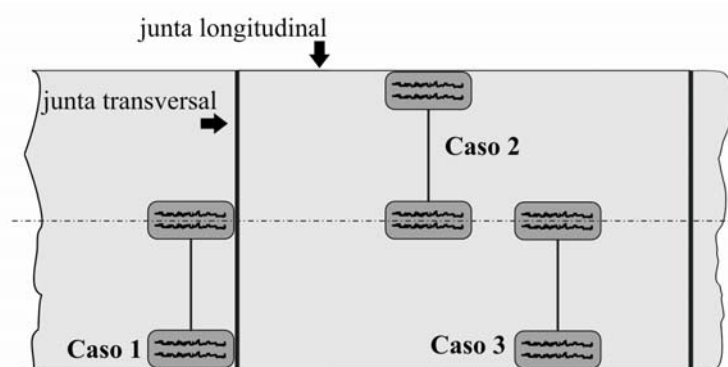 junta longitudinal
junta transversal
Caso 2
Caso 1
Caso 3